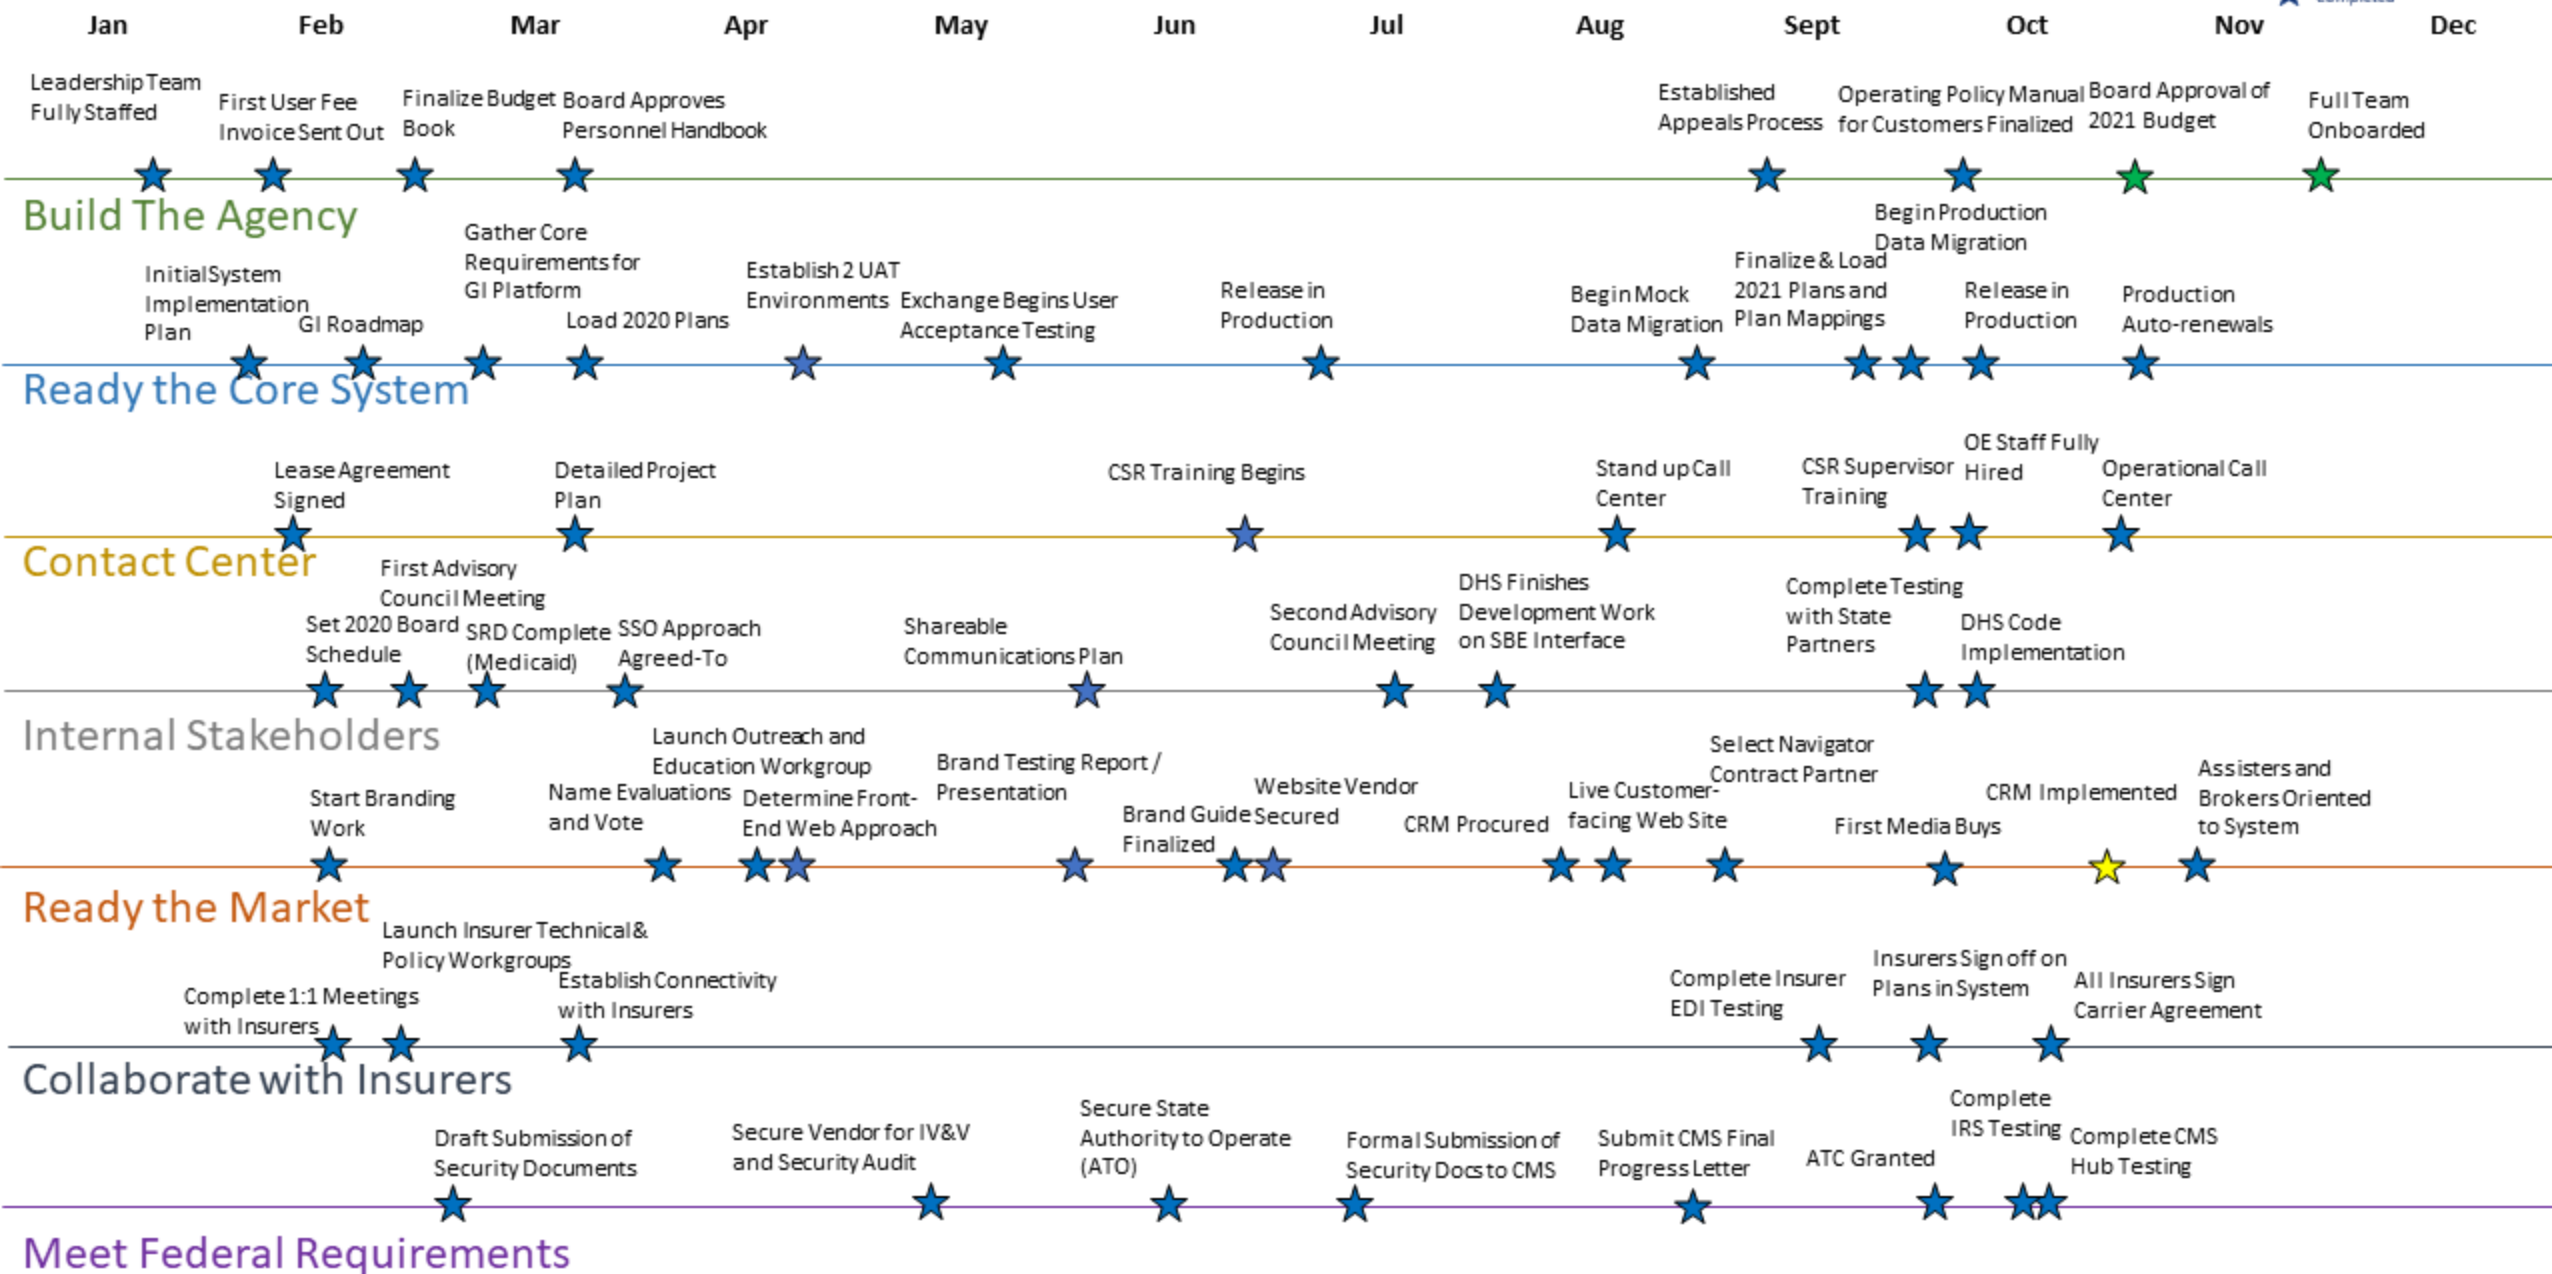 completed
Jan Feb Mar Apr May Jun Jul Aug Sept Oct Nov Dec
Leadership Team
Fully Staffed
First User Fee
Invoice Sent Out
Finalize Budget
Book
Board Approves
Personnel Handbook
Established
Appeals Process
Operating Policy Manual
for Customers Finalized
Board Approval of
2021 Budget
Full Team
Onboarded
Build The Agency
Initial System
Implementation
Plan
GI Roadmap
Gather Core
Requirements for
GI Platform
Load 2020 Plans
Establish 2 UAT
Environments
Exchange Begins User
Acceptance Testing
Release in
Production
Begin Mock
Data Migration
Finalize & Load
2021 Plans and
Plan Mappings
Begin Production
Data Migration
Release in
Production
Production
Auto-renewals
Ready the Core System
Lease Agreement
Signed
Detailed Project
Plan
CSR Training Begins
Stand up Call
Center
CSR Supervisor
Training
OE Staff Fully
Hired
Operational Call
Center
Contact Center
Set 2020 Board
Schedule
First Advisory
Council Meeting
SRD Complete
(Medicaid)
SSO Approach
Agreed-To
Shareable
Communications Plan
Second Advisory
Council Meeting
DHS Finishes
Development Work
on SBE Interface
Complete Testing
with State
Partners
DHS Code
Implementation
Internal Stakeholders
Start Branding
Work
Name Evaluations
and Vote
Launch Outreach and
Education Workgroup
Determine Front-
End Web Approach
Brand Testing Report /
Presentation
Brand Guide
Finalized
Website Vendor
Secured
CRM Procured
Live Customer-
facing Web Site
Select Navigator
Contract Partner
First Media Buys
CRM Implemented
Assisters and
Brokers Oriented
to System
Ready the Market
Complete 1:1 Meetings
with Insurers
Launch Insurer Technical &
Policy Workgroups
Establish Connectivity
with Insurers
Complete Insurer
EDI Testing
Insurers Sign off on
Plans in System
All Insurers Sign
Carrier Agreement
Collaborate with Insurers
Draft Submission of
Security Documents
Secure Vendor for IV&V
and Security Audit
Secure State
Authority to Operate
(ATO)
Formal Submission of
Security Docs to CMS
Submit CMS Final
Progress Letter
ATC Granted
Complete
IRS Testing
Complete CMS
Hub Testing
Meet Federal Requirements